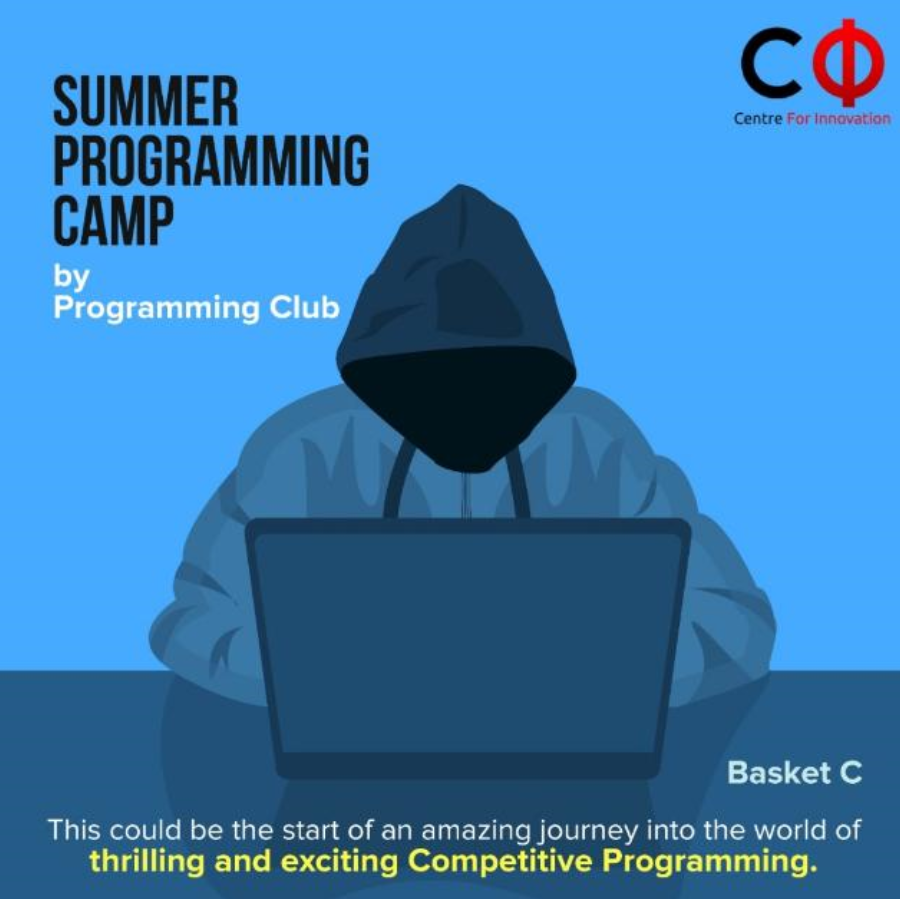 SUMMER
PROGRAMMING
CAMP
by
Programming Club
CΦ
Centre For Innovation
Basket C
This could be the start of an amazing journey into the world of
thrilling and exciting Competitive Programming.